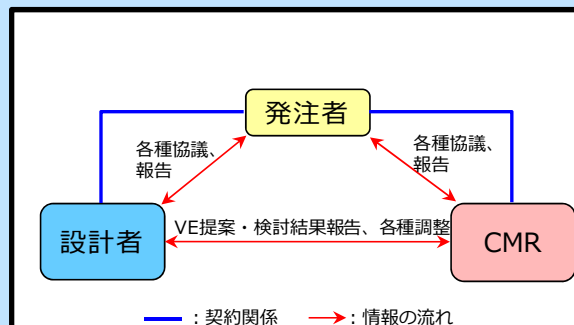 発注者
各種協議、
報告
各種協議、
報告
設計者
VE提案・検討結果報告、各種調整
CMR
：契約関係
：情報の流れ